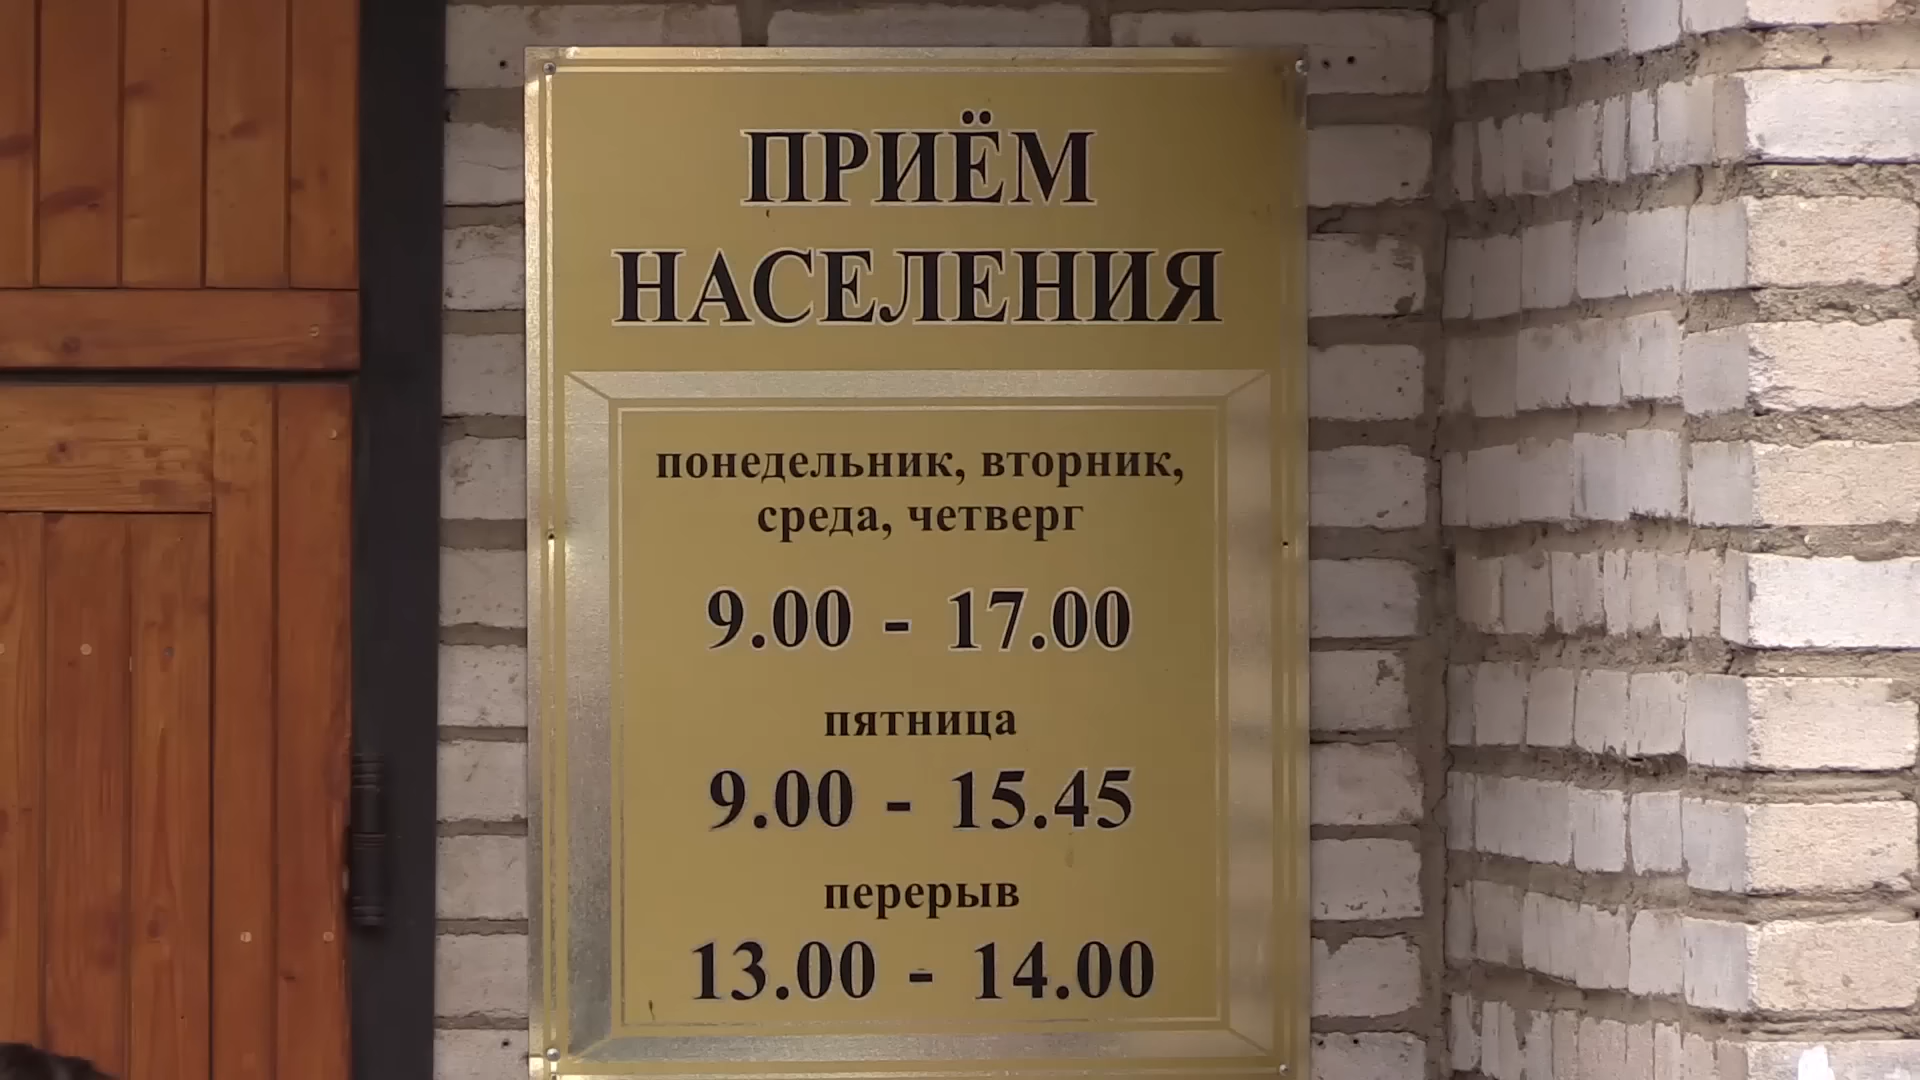 ПРИЁМ
НАСЕЛЕНИЯ
понедельник, вторник,
среда, четверг
9.00 - 17.00
пятница
9.00 - 15.45
перерыв
13.00 - 14.00